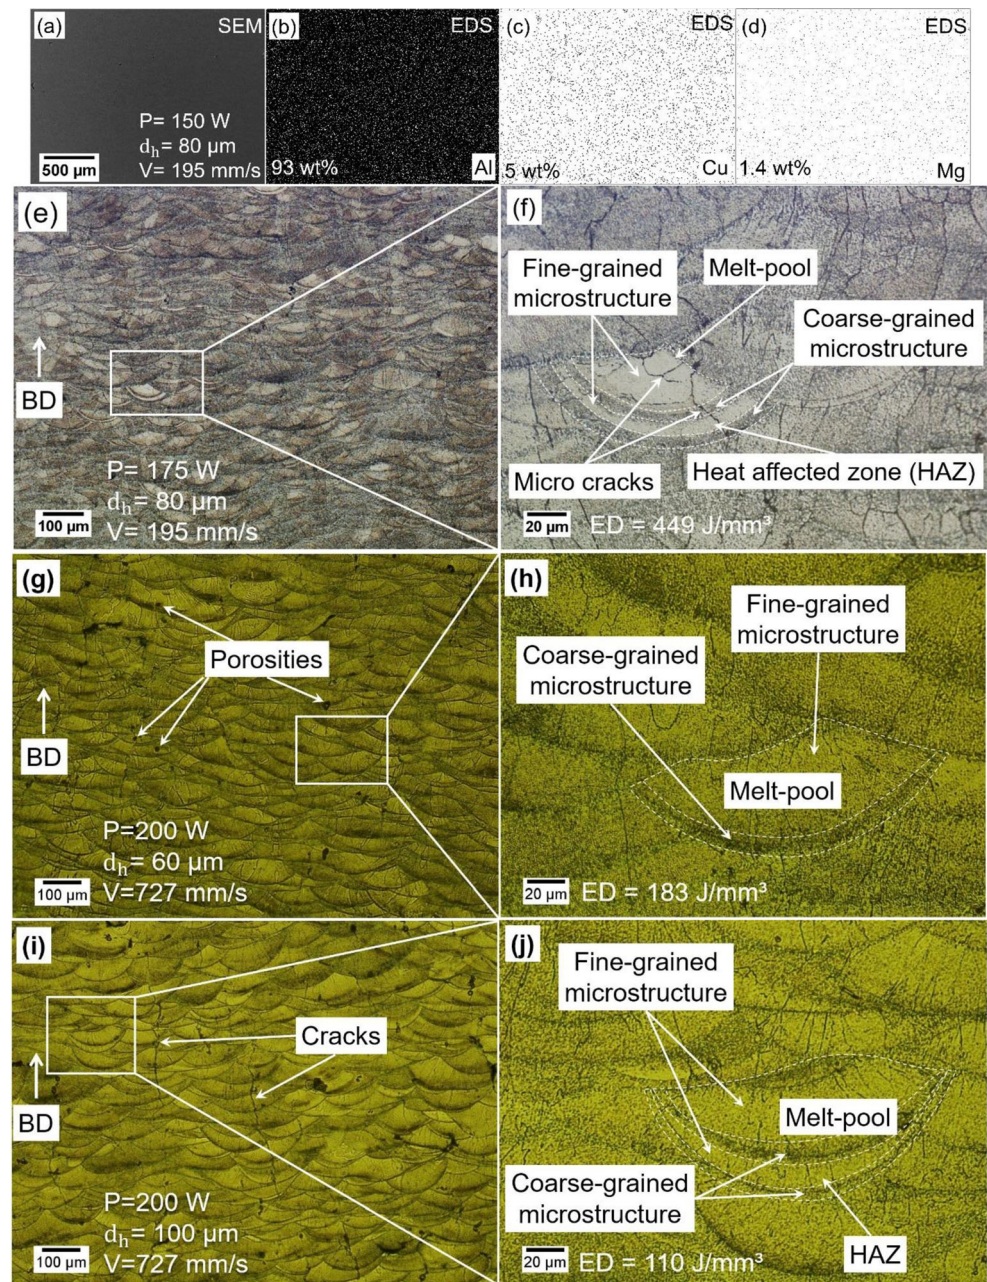 (a)
SEM
P= 150 W
dₕ= 80 µm
V= 195 mm/s
500 µm
(b)
EDS
93 wt%
Al
(c)
EDS
5 wt%
Cu
(d)
EDS
1.4 wt%
Mg
(e)
BD
P= 175 W
dₕ= 80 µm
V= 195 mm/s
100 µm
(f)
Fine-grained
microstructure
Melt-pool
Coarse-grained
microstructure
Micro cracks
Heat affected zone (HAZ)
20 µm
ED = 449 J/mm³
(g)
Porosities
BD
P=200 W
dₕ= 60 µm
V=727 mm/s
100 µm
(h)
Fine-grained
microstructure
Coarse-grained
microstructure
Melt-pool
20 µm
ED = 183 J/mm³
(i)
Cracks
BD
P=200 W
dₕ= 100 µm
V=727 mm/s
100 µm
(j)
Fine-grained
microstructure
Melt-pool
Coarse-grained
microstructure
HAZ
20 µm
ED = 110 J/mm³